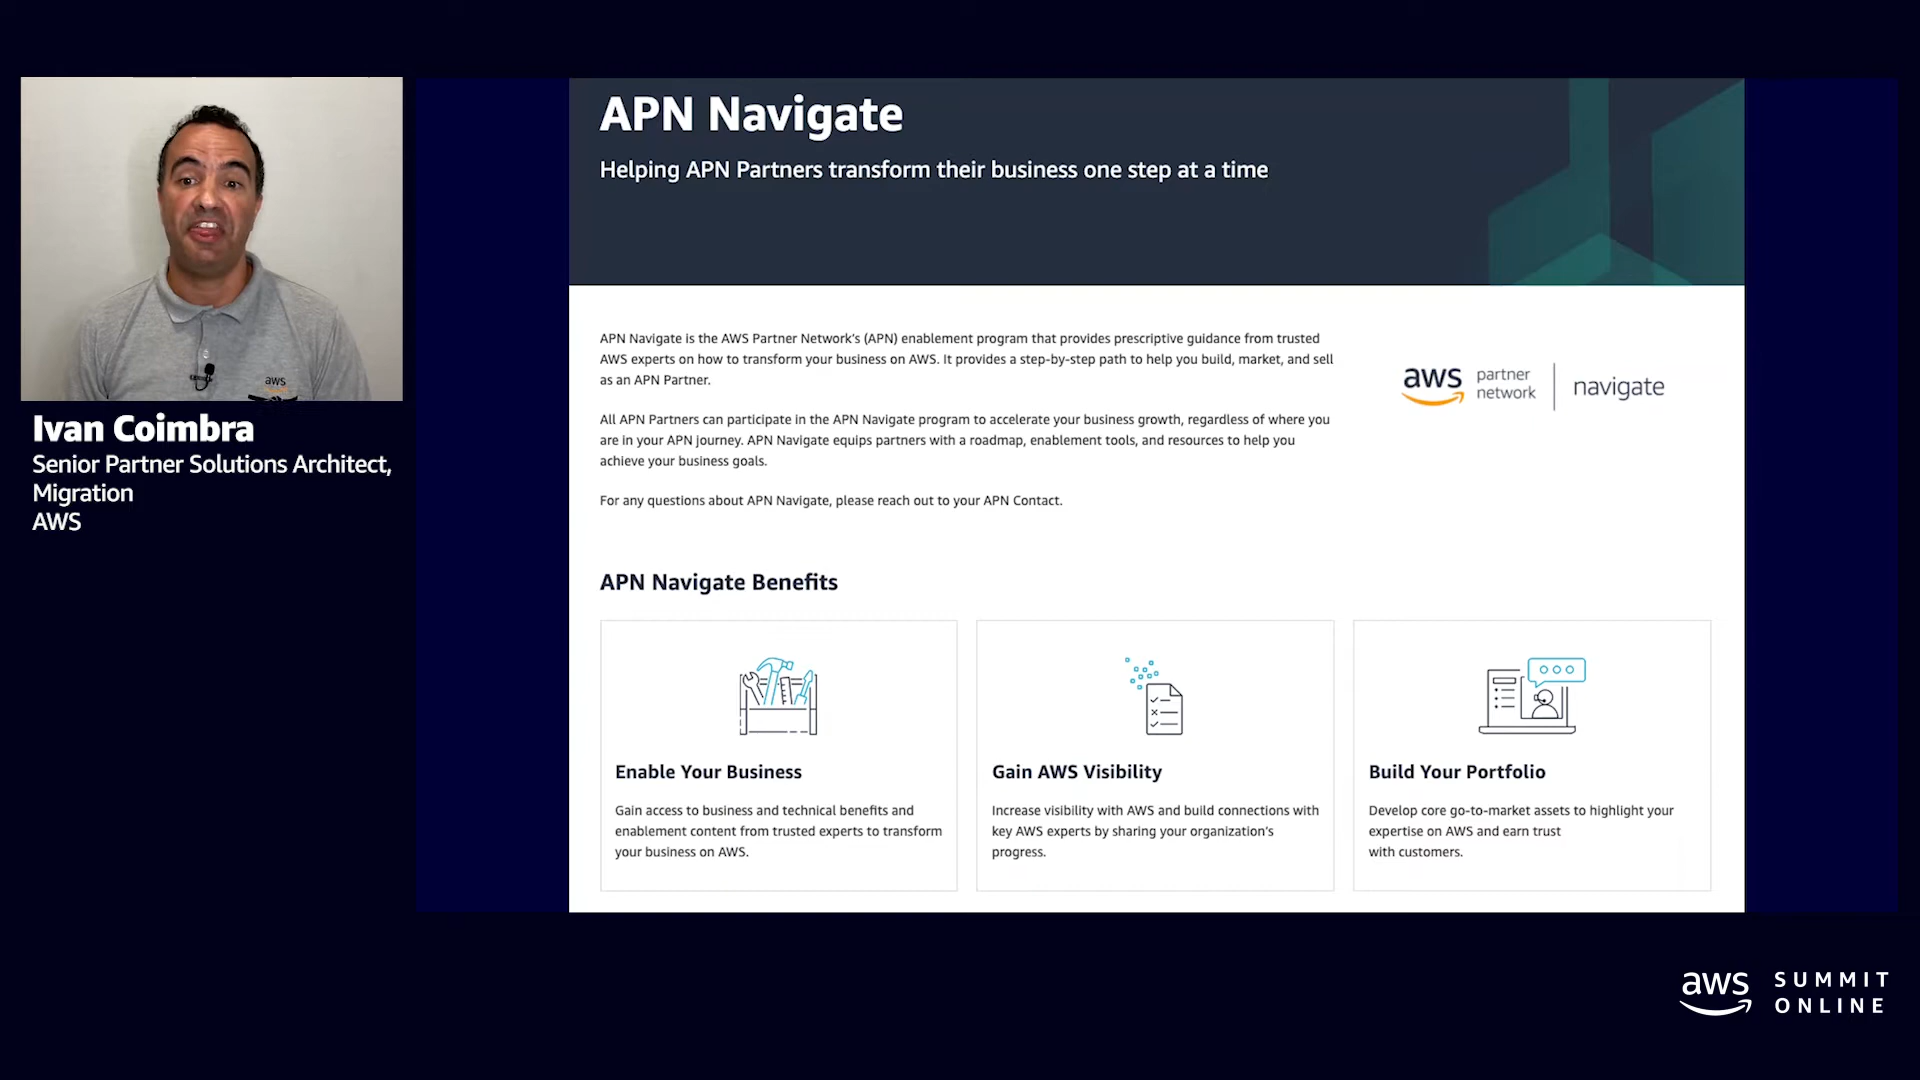 APN Navigate
Helping APN Partners transform their business one step at a time
aws
Ivan Coimbra
Senior Partner Solutions Architect,
Migration
AWS
APN Navigate is the AWS Partner Network's (APN) enablement program that provides prescriptive guidance from trusted
AWS experts on how to transform your business on AWS. It provides a step-by-step path to help you build, market, and sell
as an APN Partner.
All APN Partners can participate in the APN Navigate program to accelerate your business growth, regardless of where you
are in your APN journey. APN Navigate equips partners with a roadmap, enablement tools, and resources to help you
achieve your business goals.
For any questions about APN Navigate, please reach out to your APN Contact.
aws partner
network
navigate
APN Navigate Benefits
Enable Your Business
Gain access to business and technical benefits and
enablement content from trusted experts to transform
your business on AWS.
Gain AWS Visibility
Increase visibility with AWS and build connections with
key AWS experts by sharing your organization's
progress.
Build Your Portfolio
Develop core go-to-market assets to highlight your
expertise on AWS and earn trust
with customers.
aws SUMMIT
ONLINE